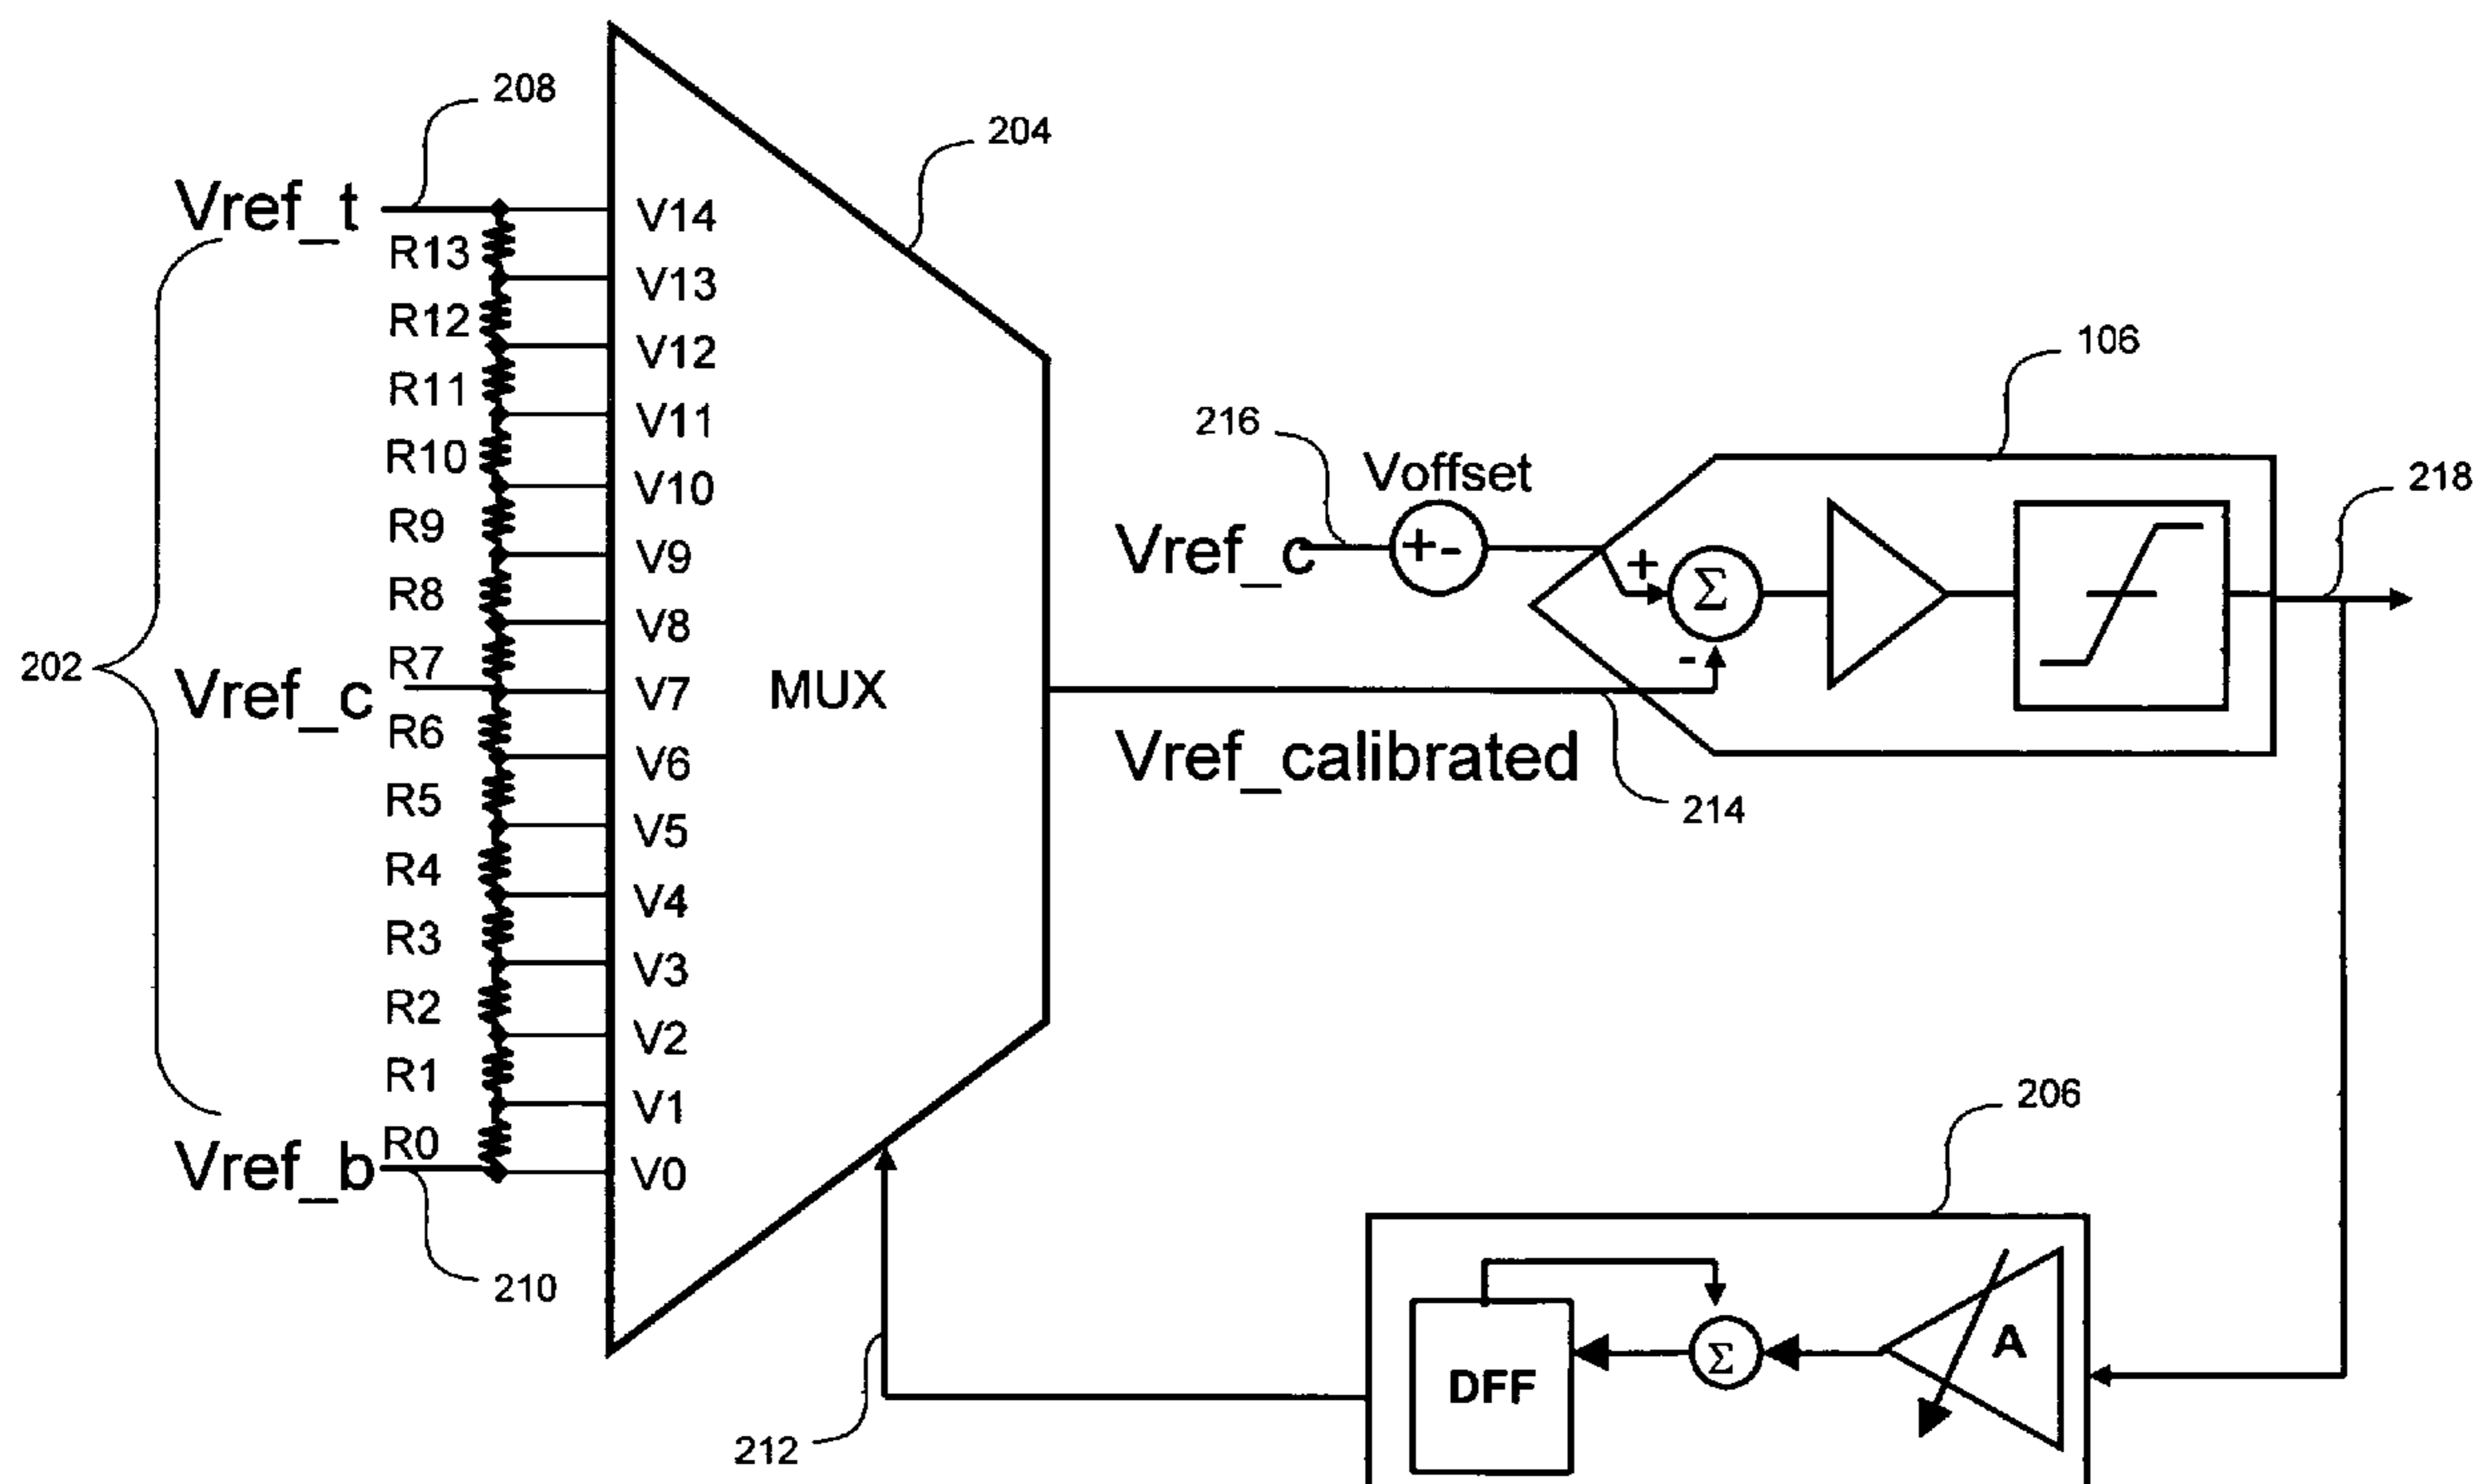 208
204
Vref_t
V14
R13
V13
R12
V12
106
R11
V11
216
R10
V10
Voffset
218
R9
V9
Vref_c
+-
+
Σ
R8
V8
202
R7
-
Vref_c
V7
MUX
R6
V6
Vref_calibrated
R5
214
V5
R4
V4
R3
V3
R2
V2
R1
206
V1
R0
Vref_b
V0
210
A
Σ
DFF
212